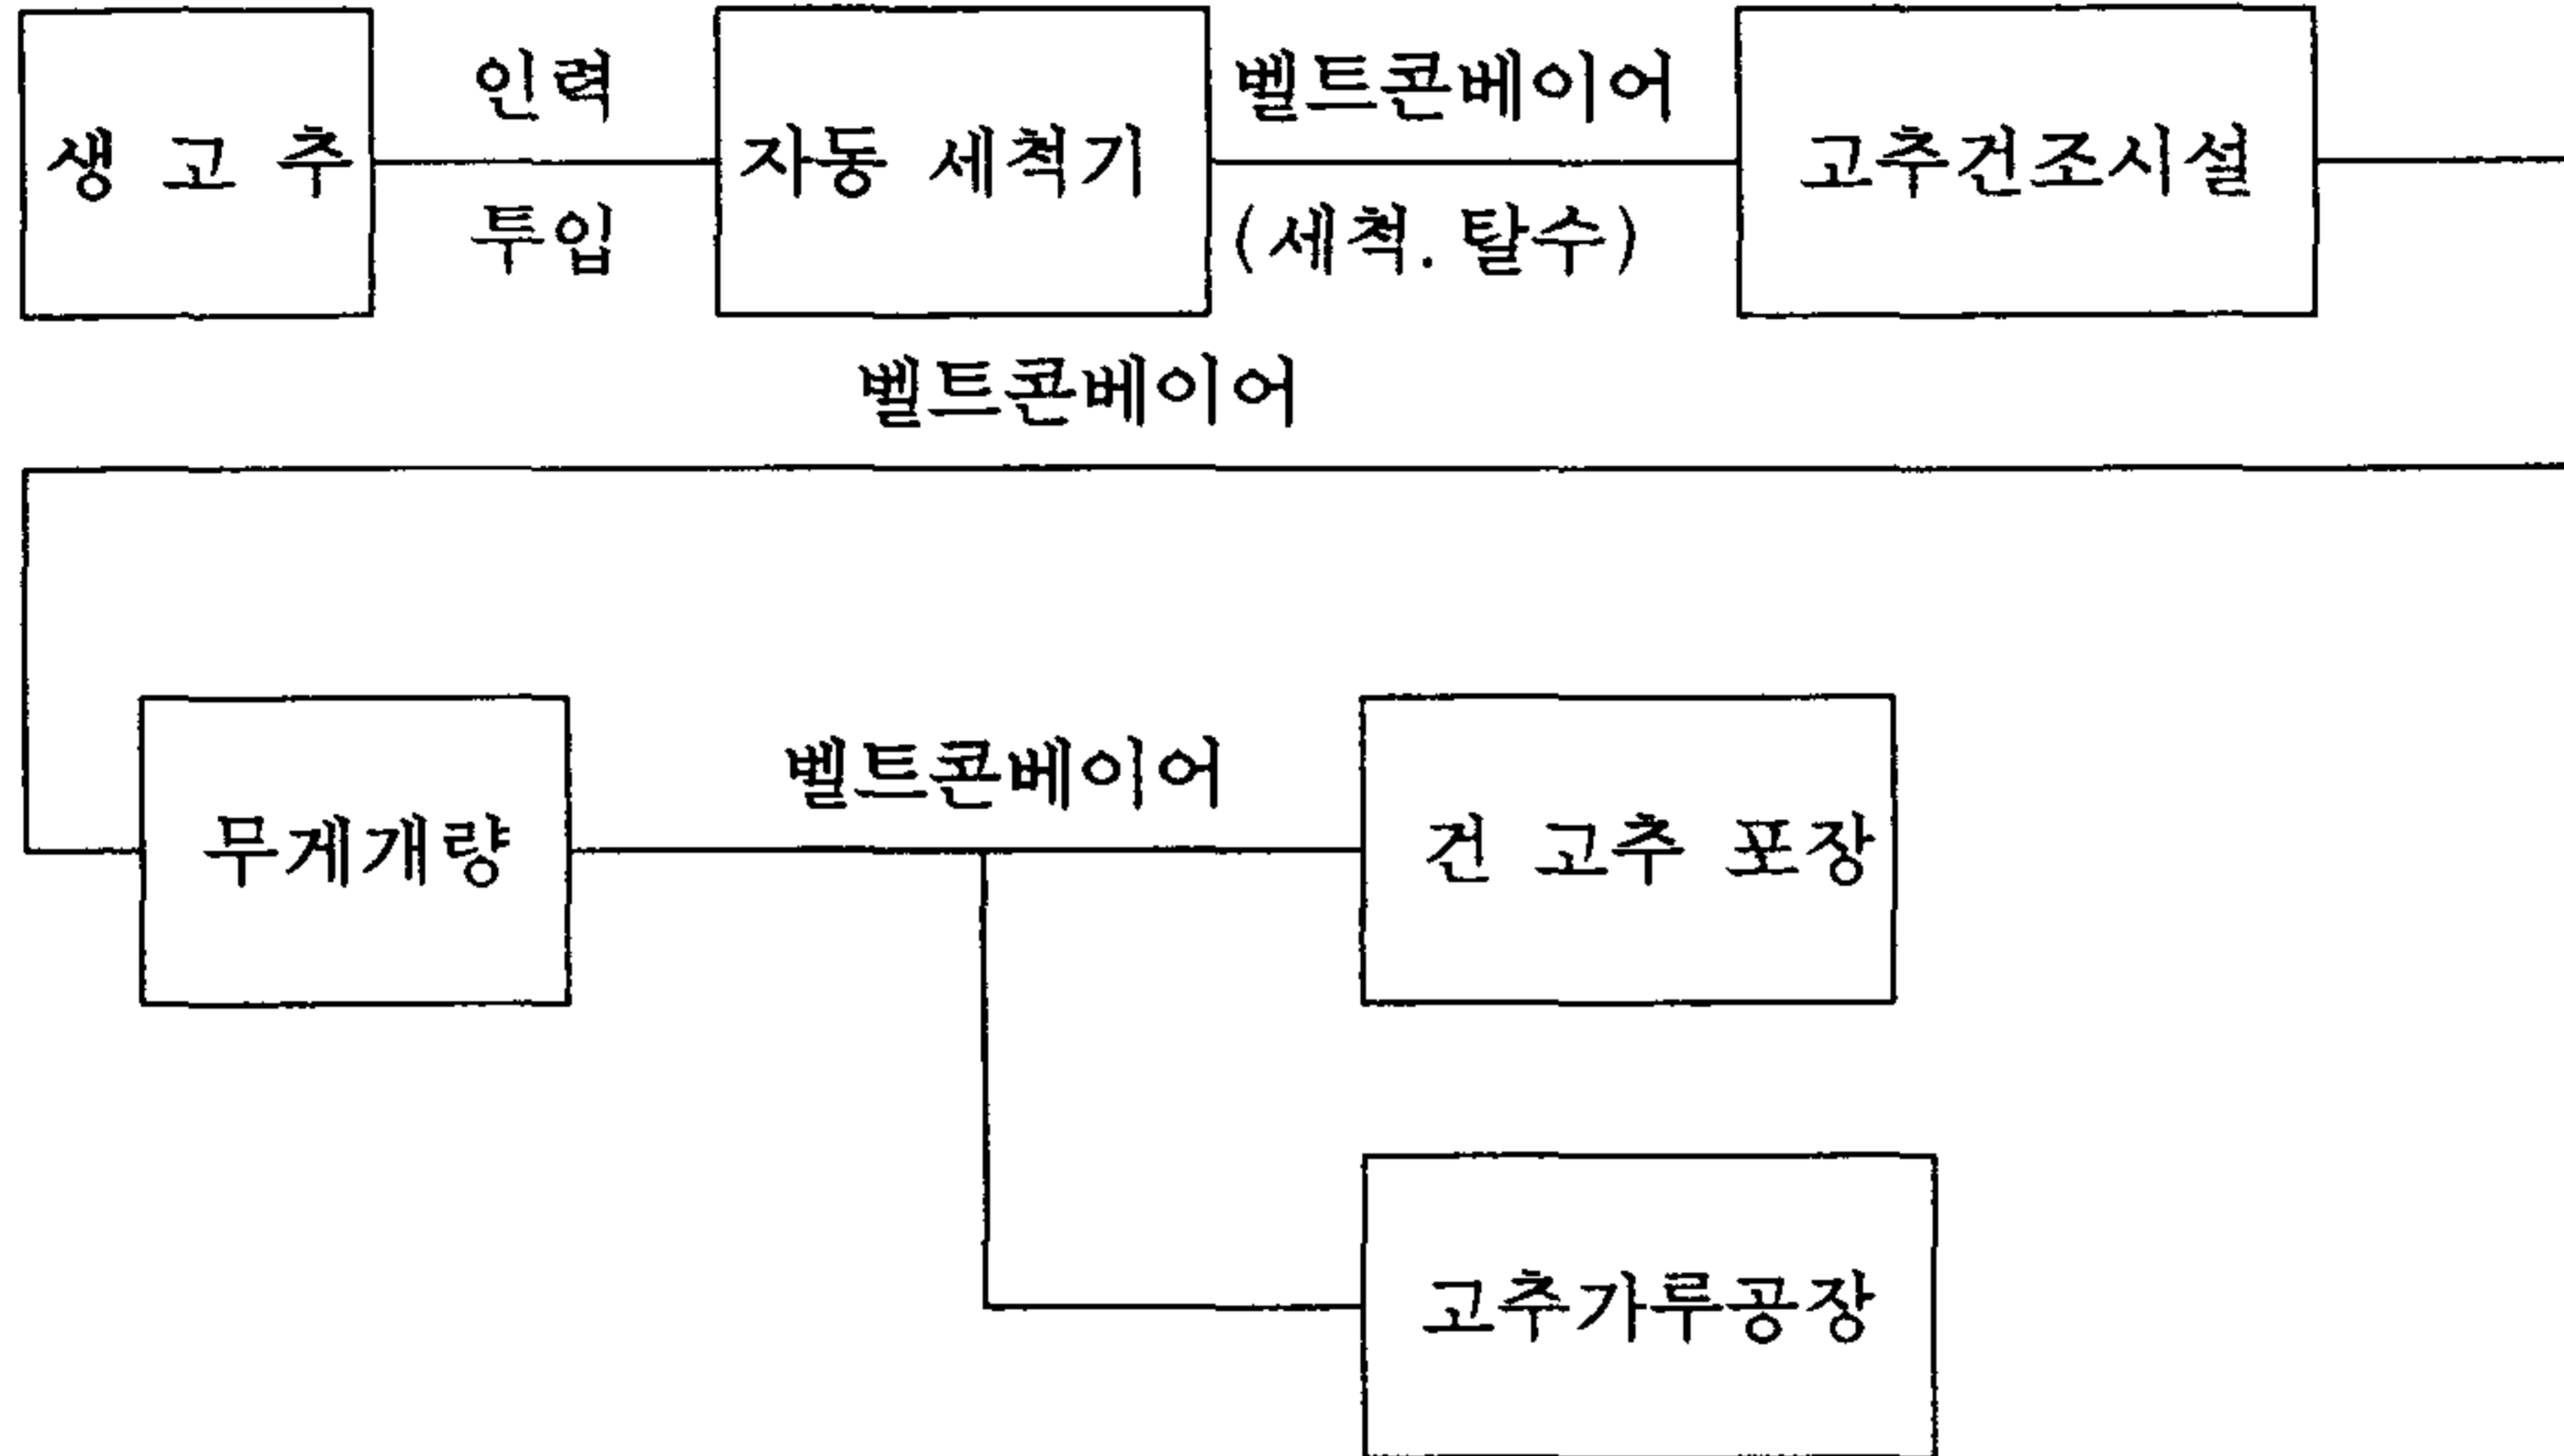 인력
벨트콘베이어
생 고 추
자동 세척기
고추건조시설
투입
(세척. 탈수)
벨트콘베이어
벨트콘베이어
무게개량
건 고추 포장
고추가루공장